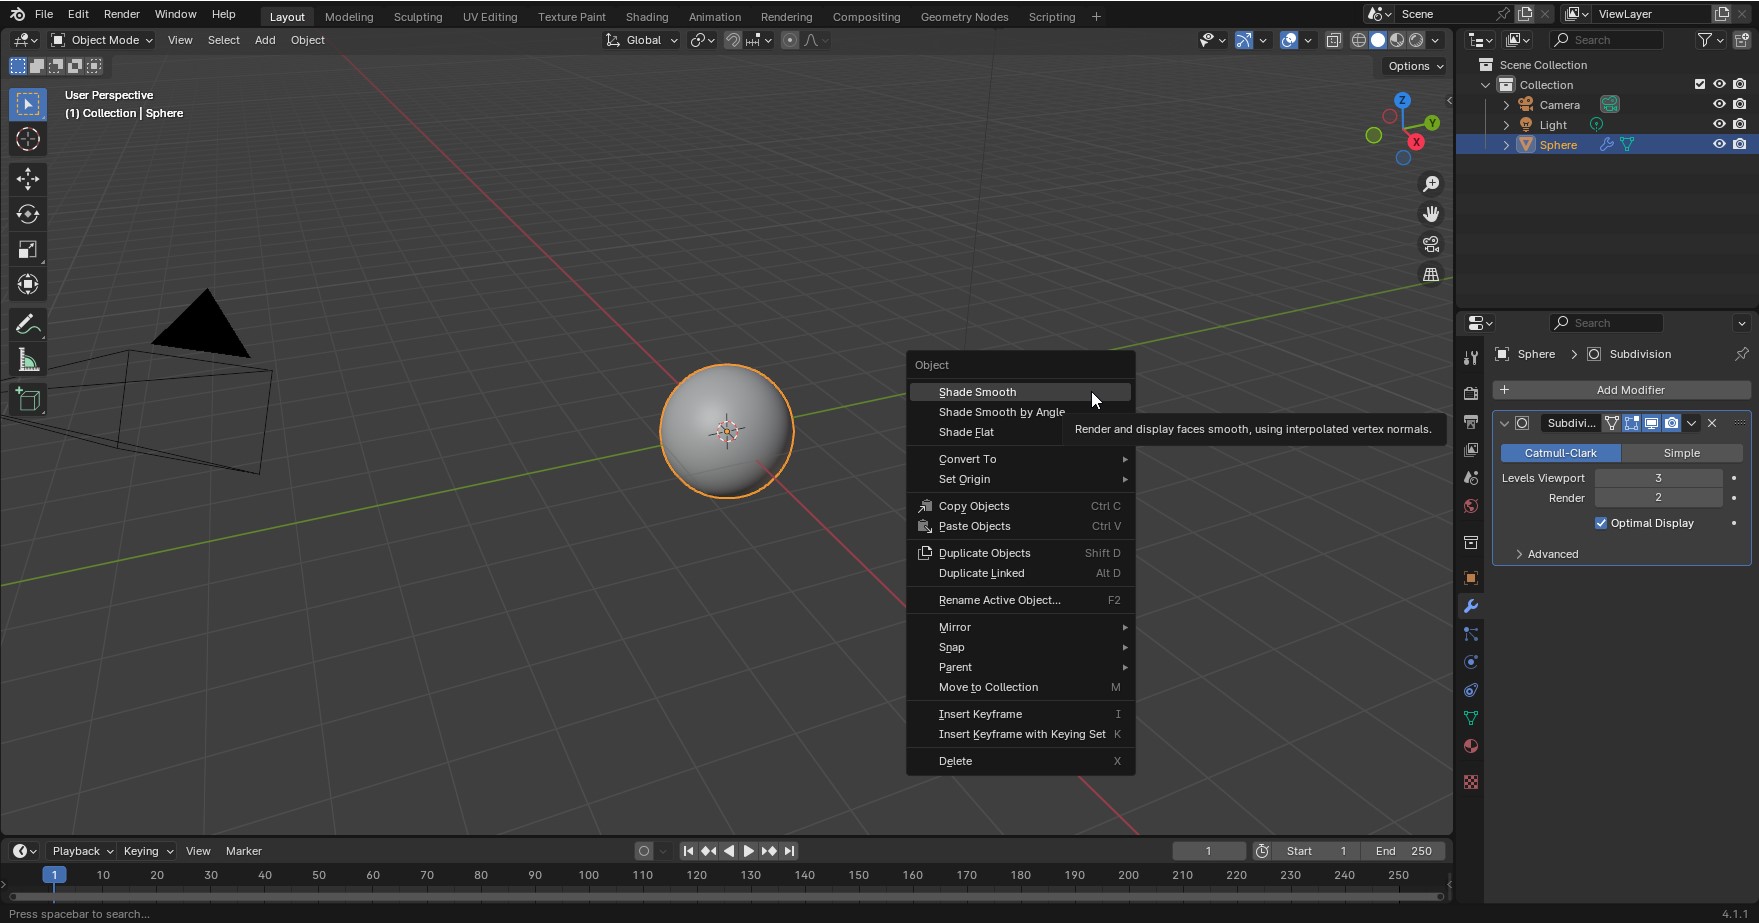 File Edit Render Window Help Layout Modeling Sculpting UV Editing Texture Paint Shading Animation Rendering Compositing Geometry Nodes Scripting + Scene ViewLayer
Object Mode View Select Add Object Global Search
Options
User Perspective
(1) Collection | Sphere
Z
Y
X
Scene Collection
Collection
Camera
Light
Sphere
Search
Sphere > Subdivision
+ Add Modifier
Subdivi...
Catmull-Clark Simple
Levels Viewport 3
Render 2
Optimal Display
Advanced
Object
Shade Smooth
Shade Smooth by Angle
Shade Flat
Render and display faces smooth, using interpolated vertex normals.
Convert To
Set Origin
Copy Objects Ctrl C
Paste Objects Ctrl V
Duplicate Objects Shift D
Duplicate Linked Alt D
Rename Active Object... F2
Mirror
Snap
Parent
Move to Collection M
Insert Keyframe I
Insert Keyframe with Keying Set K
Delete X
Playback Keying View Marker 1 Start 1 End 250
1 10 20 30 40 50 60 70 80 90 100 110 120 130 140 150 160 170 180 190 200 210 220 230 240 250
Press spacebar to search... 4.1.1